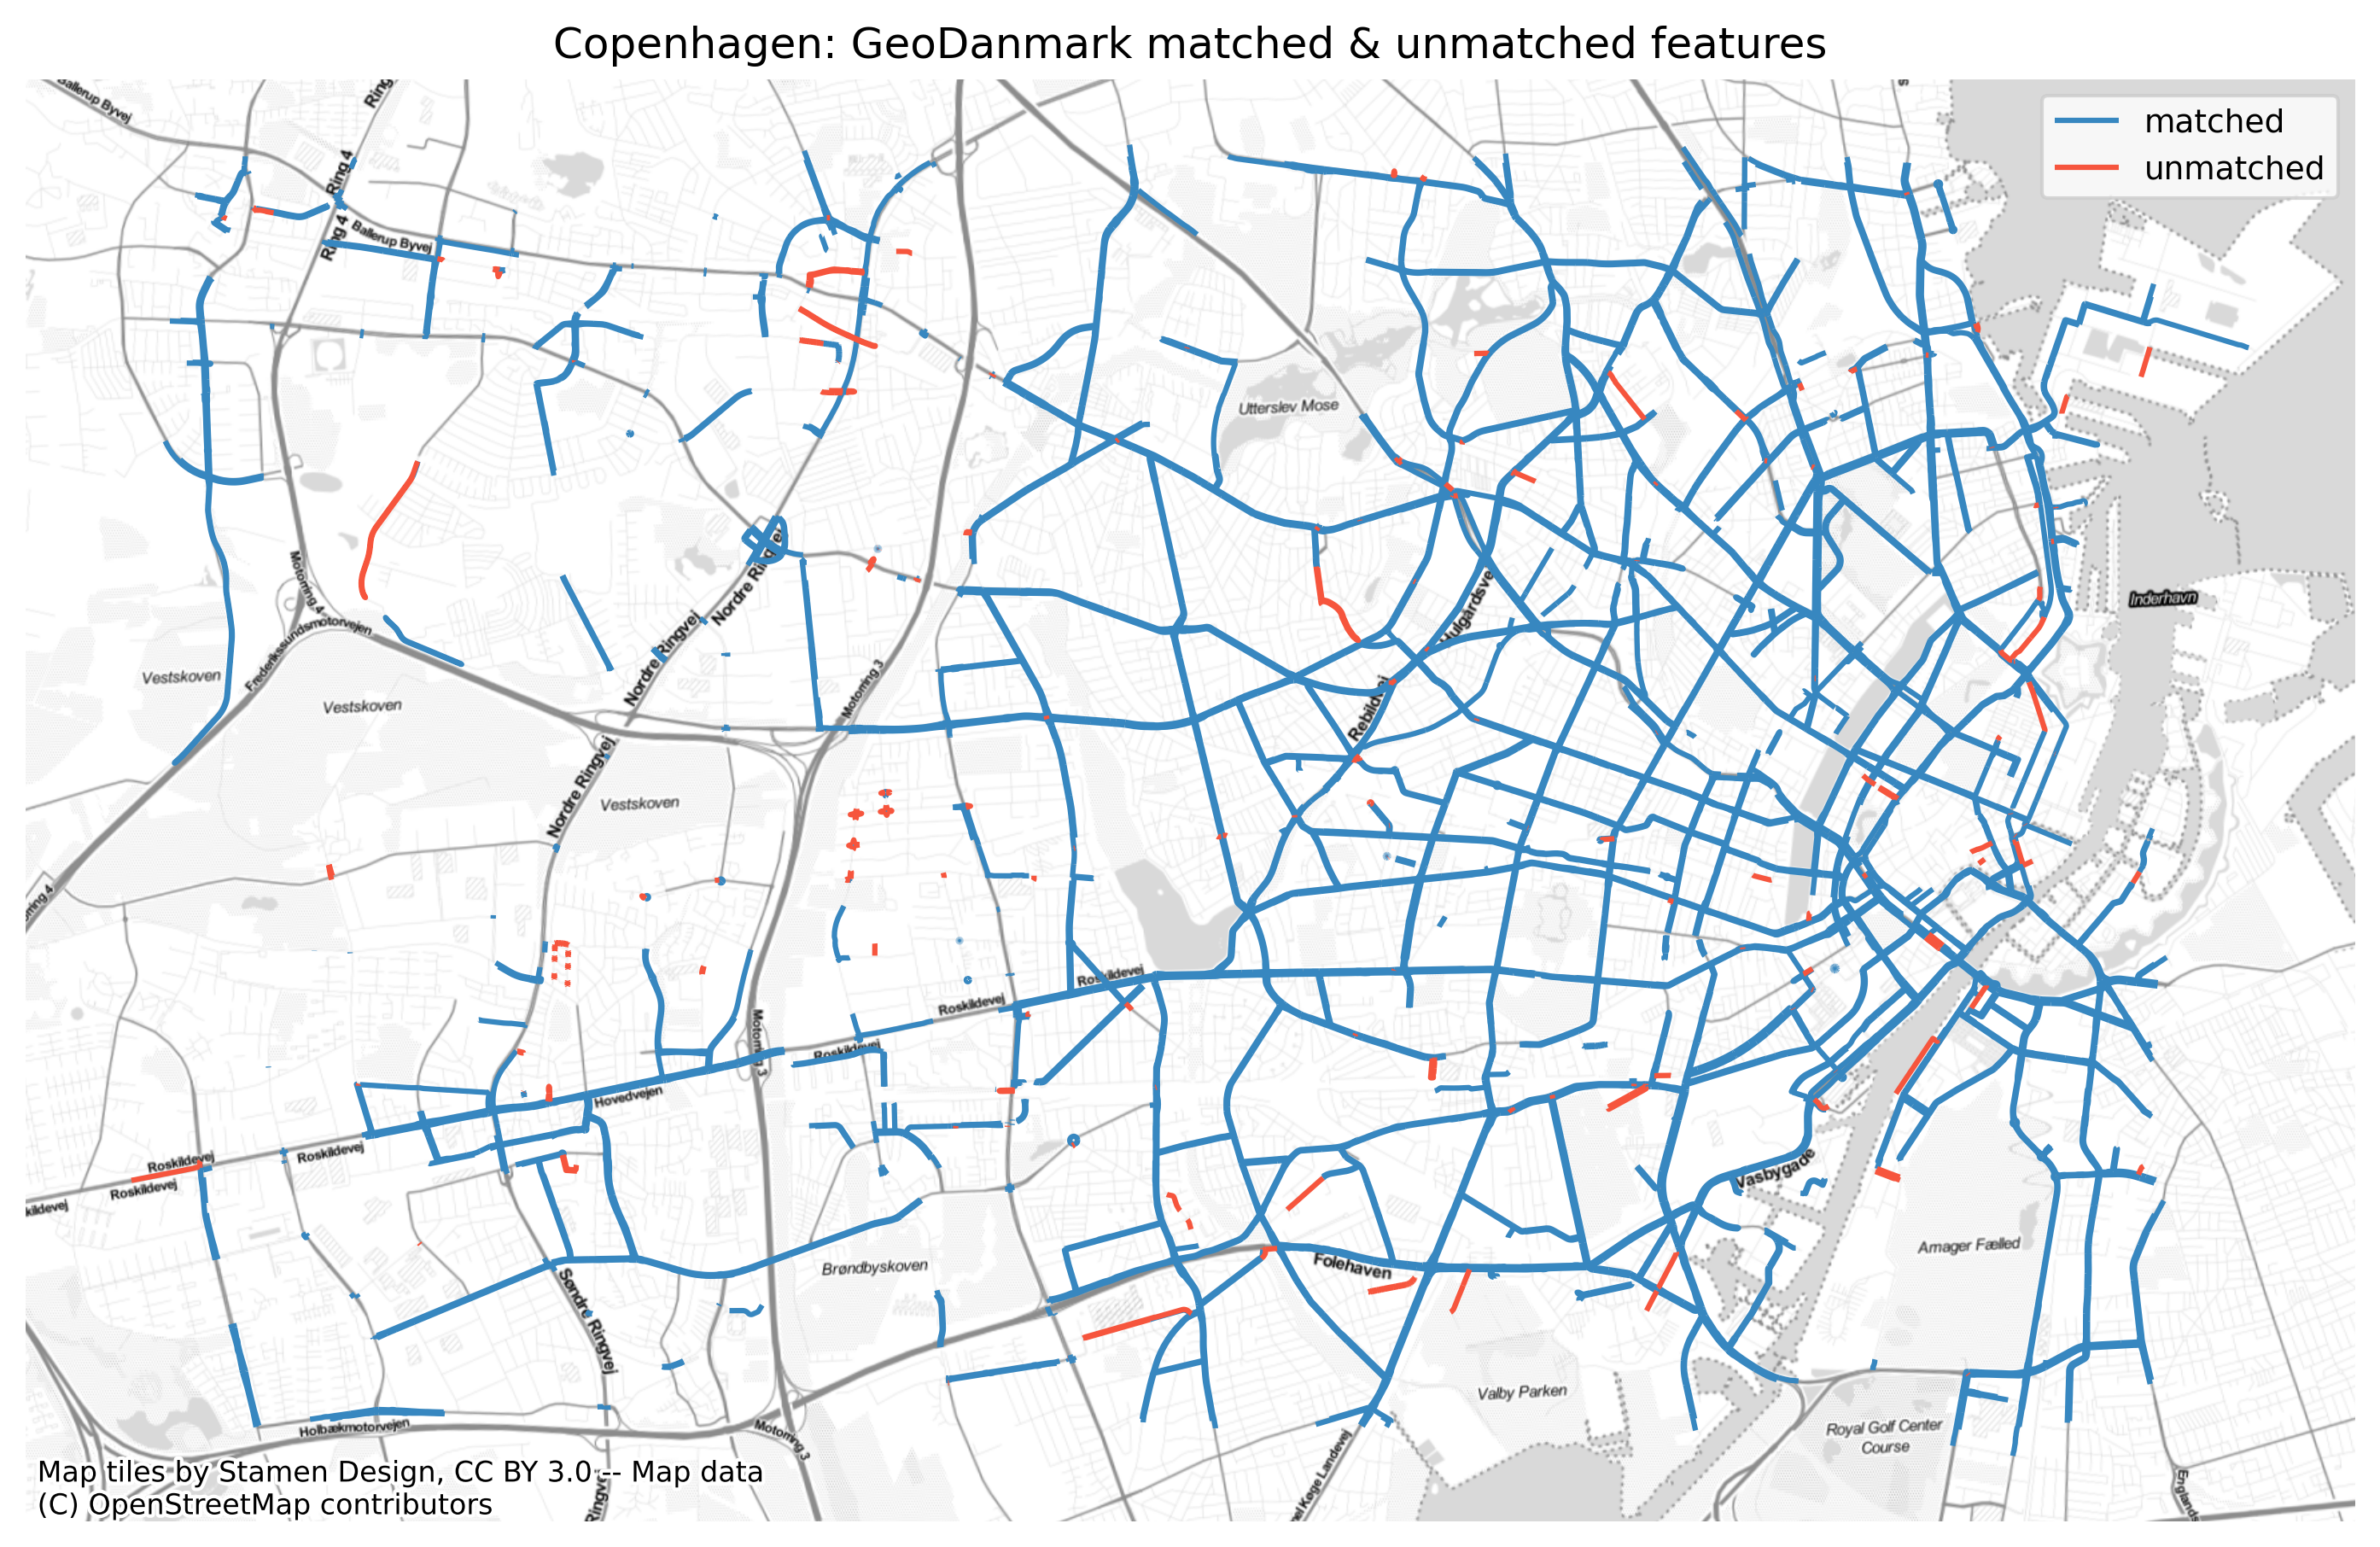 Copenhagen: GeoDanmark matched & unmatched features
matched
unmatched
Ballerup Byvej
Ring
Ring 4
Ring 4
Ballerup Byvej
Utterslev Mose
Motorring 4
Frederikssundsmotorvejen
Nordre Ringvej
Nordre
Hulgårdsve
Inderhavn
Vestskoven
Vestskoven
Motorring 3
Rebildvej
Nordre Ringvej
Vestskoven
Roskildevej
Roskildevej
Motorring 3
Roskildevej
Hovedvejen
Roskildevej
Roskildevej
Roskildevej
Vasbygade
Amager Fælled
Folehaven
Brøndbyskoven
Søndre Ringvej
Valby Parken
Royal Golf Center
Course
Holbækmotorvejen
Motorring 3
Køge Landevej
Map tiles by Stamen Design, CC BY 3.0 -- Map data
(C) OpenStreetMap contributors